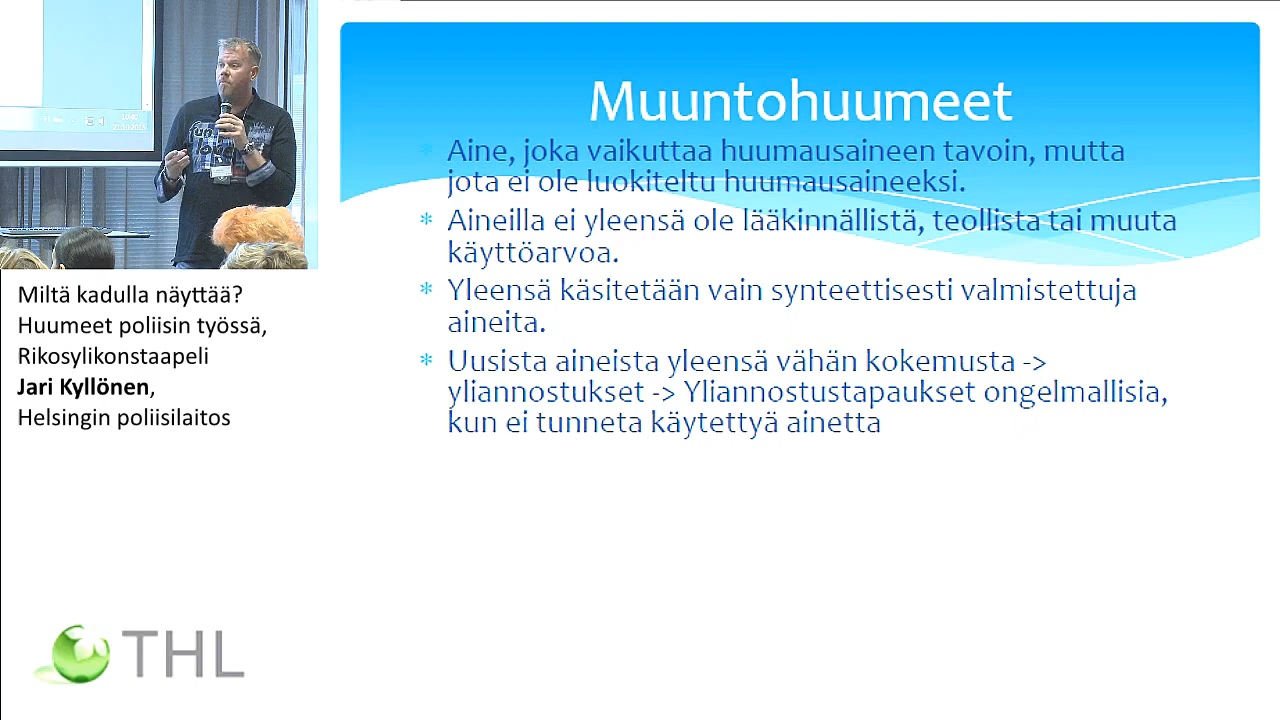 Muuntohuumeet
Aine, joka vaikuttaa huumausaineen tavoin, mutta
jota ei ole luokiteltu huumausaineeksi.
* Aineilla ei yleensä ole lääkinnällistä, teollista tai muuta
käyttöarvoa.
* Yleensä käsitetään vain synteettisesti valmistettuja
aineita.
* Uusista aineista yleensä vähän kokemusta ->
yliannostukset -> Yliannostustapaukset ongelmallisia,
kun ei tunneta käytettyä ainetta
Miltä kadulla näyttää?
Huumeet poliisin työssä,
Rikosylikonstaapeli
Jari Kyllönen,
Helsingin poliisilaitos
THL